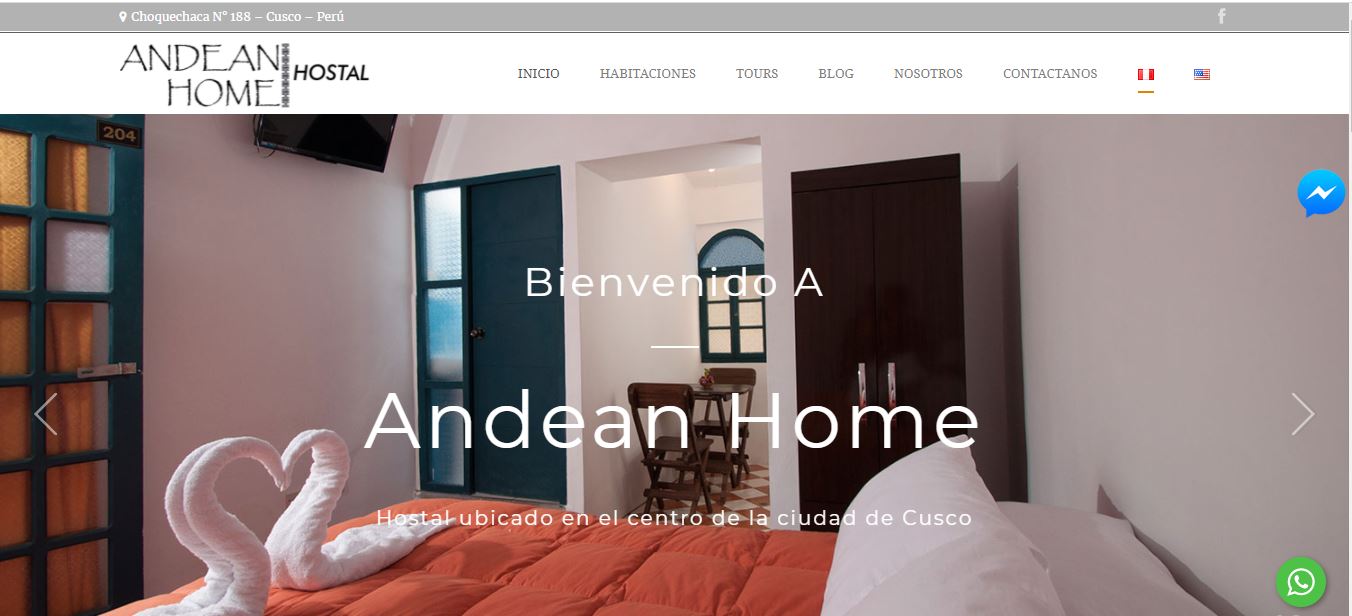 Choquechaca N° 188 – Cusco – Perú
ANDEAN
HOME
HOSTAL
INICIO
HABITACIONES
TOURS
BLOG
NOSOTROS
CONTACTANOS
204
Bienvenido A
Andean Home
Hostal ubicado en el centro de la ciudad de Cusco